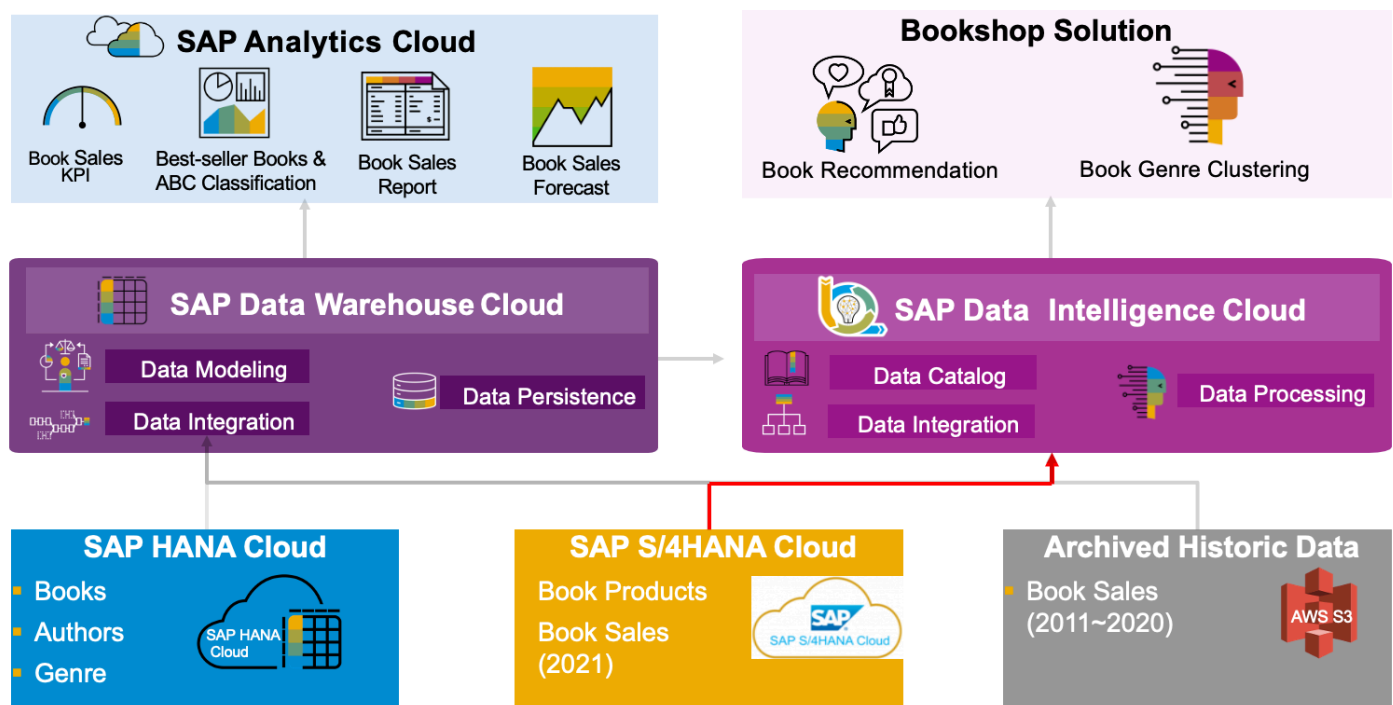 SAP Analytics Cloud
Book Sales
KPI
Best-seller Books &
ABC Classification
Book Sales
Report
Book Sales
Forecast
Bookshop Solution
Book Recommendation
Book Genre Clustering
SAP Data Warehouse Cloud
Data Modeling
Data Integration
Data Persistence
SAP Data Intelligence Cloud
Data Catalog
Data Integration
Data Processing
SAP HANA Cloud
Books
Authors
Genre
SAP HANA
Cloud
SAP S/4HANA Cloud
Book Products
Book Sales
(2021)
SAP
SAP S/4HANA Cloud
Archived Historic Data
Book Sales
(2011~2020)
AWS S3